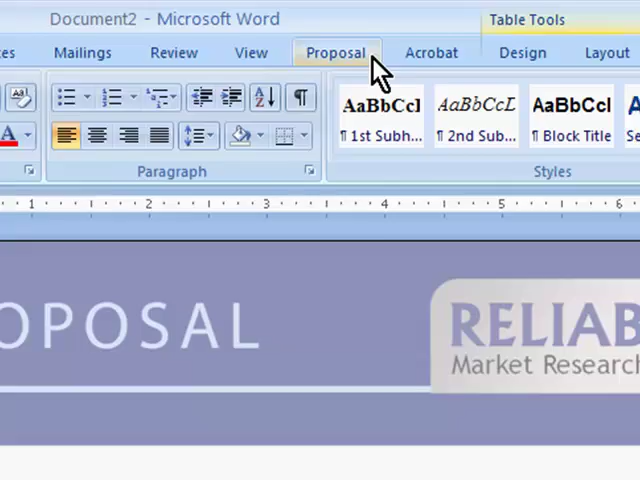 Document2 - Microsoft Word
Table Tools
Mailings Review View Proposal Acrobat Design Layout
AaBbCcI AaBbCcL AaBbCcI
¶ 1st Subh... ¶ 2nd Sub... ¶ Block Title
Paragraph Styles
1 2 3 4 5 6
OPOSAL
RELIAB
Market Research